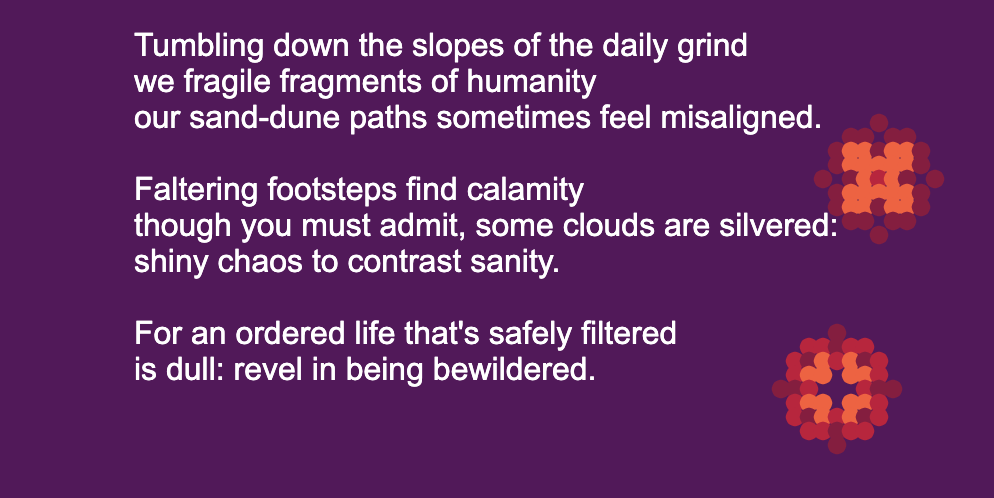 Tumbling down the slopes of the daily grind
we fragile fragments of humanity
our sand-dune paths sometimes feel misaligned.
Faltering footsteps find calamity
though you must admit, some clouds are silvered:
shiny chaos to contrast sanity.
For an ordered life that's safely filtered
is dull: revel in being bewildered.